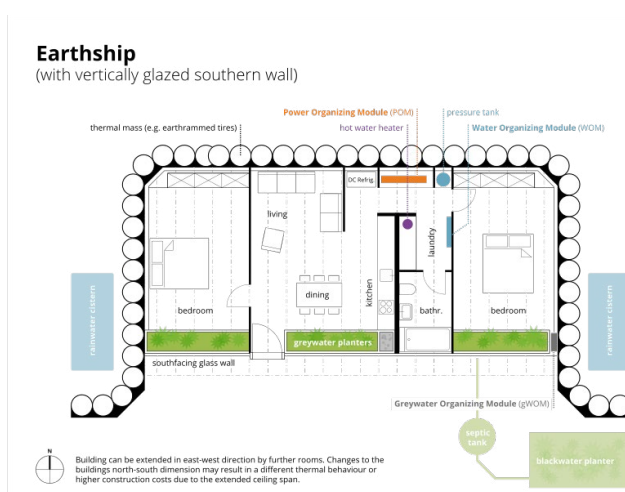 Earthship
(with vertically glazed southern wall)
Power Organizing Module (POM)
pressure tank
thermal mass (e.g. earthrammed tires)
hot water heater
Water Organizing Module (WOM)
DC Refrig.
living
laundry
dining
kitchen
bedroom
bathr.
bedroom
rainwater cistern
rainwater cistern
greywater planters
southfacing glass wall
Greywater Organizing Module (gWOM)
septic
tank
blackwater planter
N
Building can be extended in east-west direction by further rooms. Changes to the
buildings north-south dimension may result in a different thermal behaviour or
higher construction costs due to the extended ceiling span.